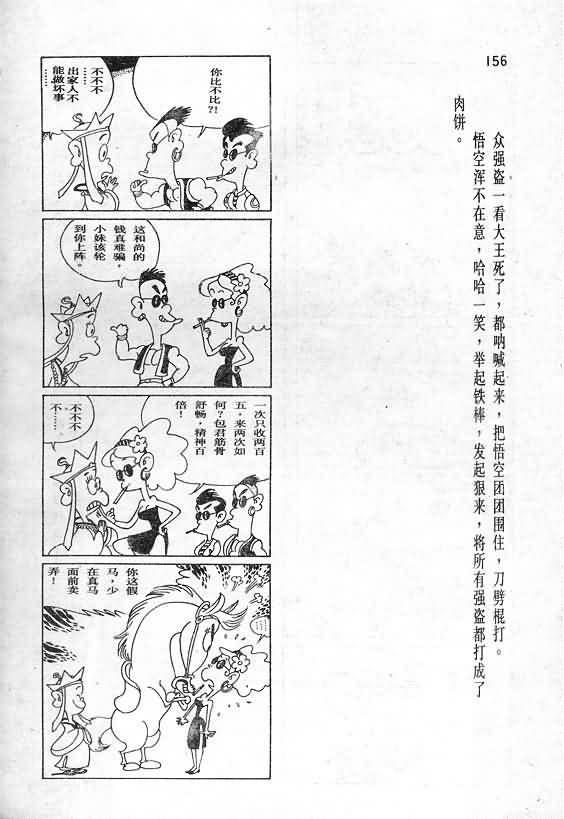 156
众强盗一看大王死了，都呐喊起来，把悟空团团围住，刀劈棍打。
悟空浑不在意，哈哈一笑，举起铁棒，发起狠来，将所有强盗都打成了
肉饼。
你比不比?!
不不不
……
出家人不
能做坏事
这和尚的
钱真难骗，
小妹该轮
到你上阵。
一次只收两百
五，来两次如
何？包君筋骨
舒畅，精神百
倍！
不不不
不……
你这假
马，少
在真马
面前卖
弄！